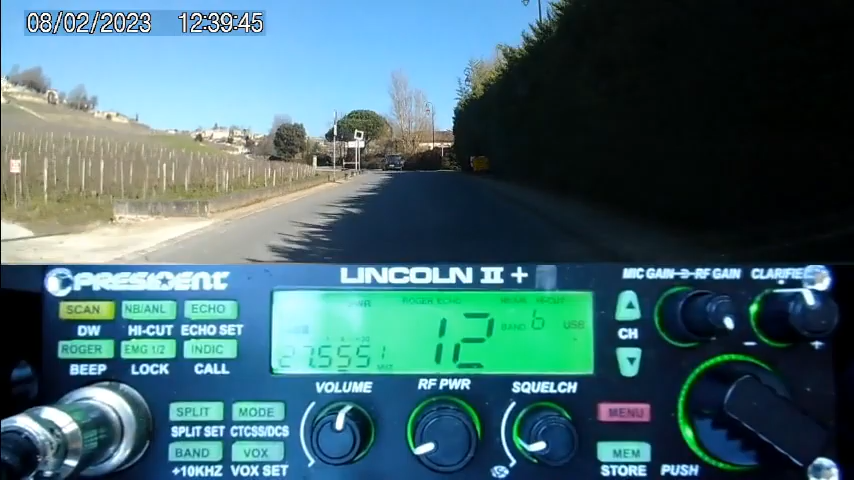 08/02/2023 12:39:45
PRESIDENT LINCOLN II + MIC GAIN RF GAIN CLARIFIER
SCAN NB/ANL ECHO
DW HI-CUT ECHO SET
ROGER EMG 1/2 INDIC
BEEP LOCK CALL
ROGER ECHO HI-CUT
12 BAND b USB
27.555
CH
VOLUME RF PWR SQUELCH
SPLIT MODE
SPLIT SET CTCSS/DCS
BAND VOX
+10KHZ VOX SET
MENU
MEM
STORE PUSH
- +